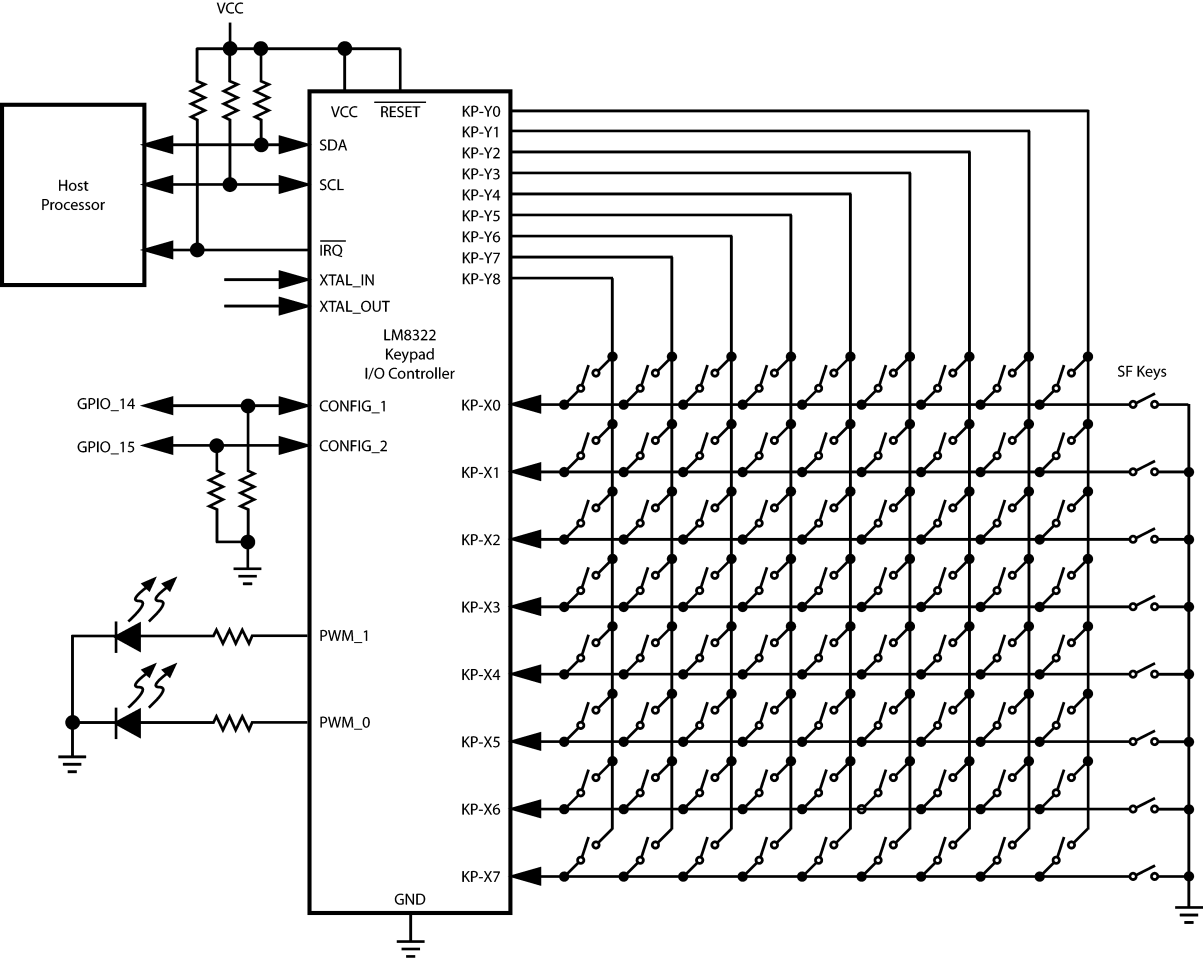 VCC
VCC
RESET
KP-Y0
KP-Y1
SDA
KP-Y2
KP-Y3
Host
Processor
SCL
KP-Y4
KP-Y5
KP-Y6
IRQ
KP-Y7
XTAL_IN
KP-Y8
XTAL_OUT
LM8322
Keypad
I/O Controller
SF Keys
GPIO_14
CONFIG_1
KP-X0
GPIO_15
CONFIG_2
KP-X1
KP-X2
KP-X3
PWM_1
KP-X4
PWM_0
KP-X5
KP-X6
KP-X7
GND